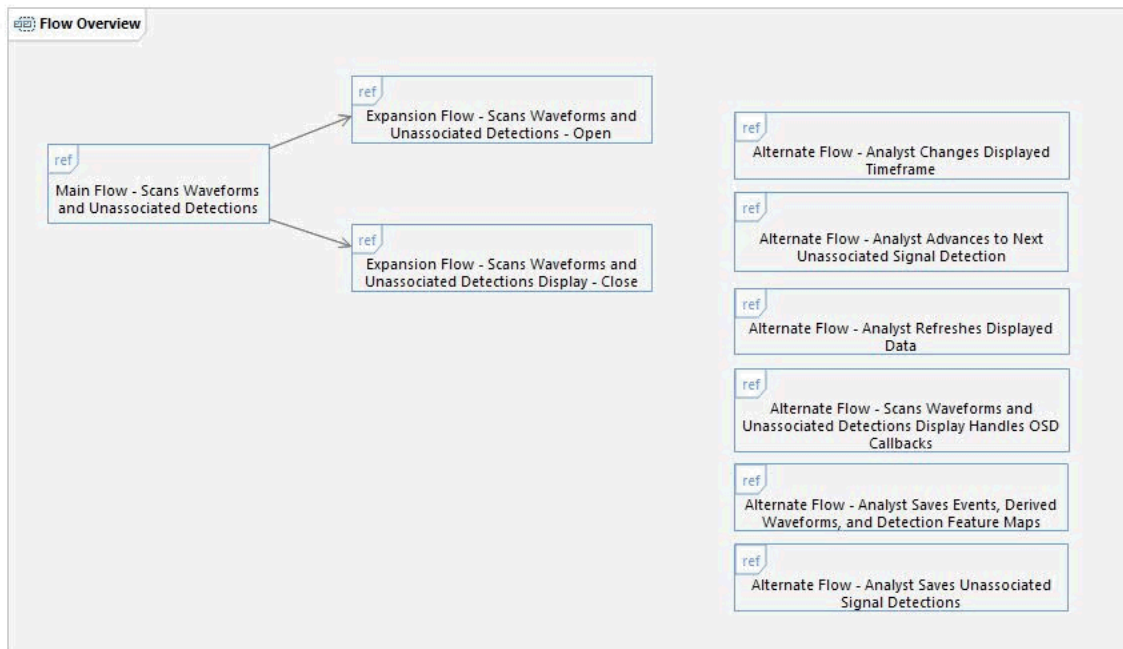 Flow Overview
ref
Main Flow - Scans Waveforms
and Unassociated Detections
ref
Expansion Flow - Scans Waveforms and
Unassociated Detections - Open
ref
Expansion Flow - Scans Waveforms and
Unassociated Detections Display - Close
ref
Alternate Flow - Analyst Changes Displayed
Timeframe
ref
Alternate Flow - Analyst Advances to Next
Unassociated Signal Detection
ref
Alternate Flow - Analyst Refreshes Displayed
Data
ref
Alternate Flow - Scans Waveforms and
Unassociated Detections Display Handles OSD
Callbacks
ref
Alternate Flow - Analyst Saves Events, Derived
Waveforms, and Detection Feature Maps
ref
Alternate Flow - Analyst Saves Unassociated
Signal Detections